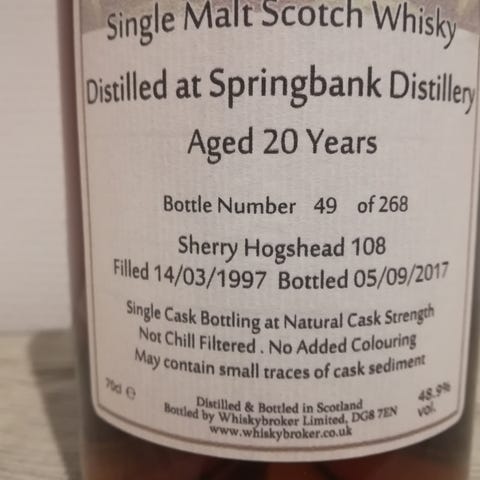 Single Malt Scotch Whisky
Distilled at Springbank Distillery
Aged 20 Years
Bottle Number 49 of 268
Sherry Hogshead 108
Filled 14/03/1997 Bottled 05/09/2017
Single Cask Bottling at Natural Cask Strength
Not Chill Filtered . No Added Colouring
May contain small traces of cask sediment
70cl ℮
Distilled & Bottled in Scotland
Bottled by Whiskybroker Limited, DG8 7EN
www.whiskybroker.co.uk
48.9%
vol.